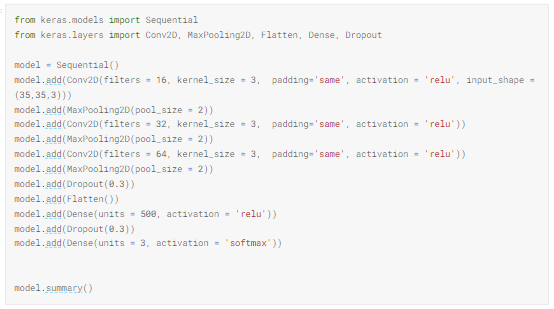 from keras.models import Sequential
from keras.layers import Conv2D, MaxPooling2D, Flatten, Dense, Dropout
model = Sequential()
model.add(Conv2D(filters = 16, kernel_size = 3,  padding='same', activation = 'relu', input_shape =
(35,35,3)))
model.add(MaxPooling2D(pool_size = 2))
model.add(Conv2D(filters = 32, kernel_size = 3,  padding='same', activation = 'relu'))
model.add(MaxPooling2D(pool_size = 2))
model.add(Conv2D(filters = 64, kernel_size = 3,  padding='same', activation = 'relu'))
model.add(MaxPooling2D(pool_size = 2))
model.add(Dropout(0.3))
model.add(Flatten())
model.add(Dense(units = 500, activation = 'relu'))
model.add(Dropout(0.3))
model.add(Dense(units = 3, activation = 'softmax'))
model.summary()